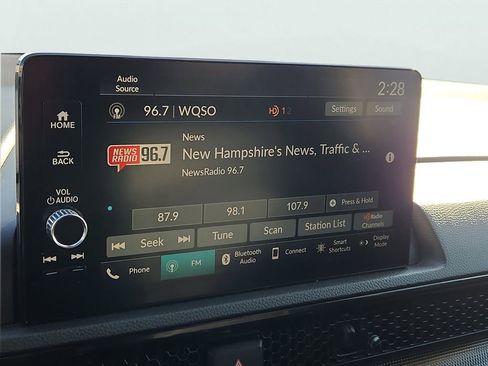 Audio
Source
2:28
HOME
96.7 | WQSO
HD 1 2
Settings
Sound
BACK
News
NEWS
RADIO
96.7
New Hampshire's News, Traffic & ...
NewsRadio 96.7
VOL
AUDIO
87.9
98.1
107.9
Press & Hold
Seek
Tune
Scan
Station List
HD Radio
Channels
Phone
FM
Bluetooth
Audio
Connect
Smart
Shortcuts
Display
Mode